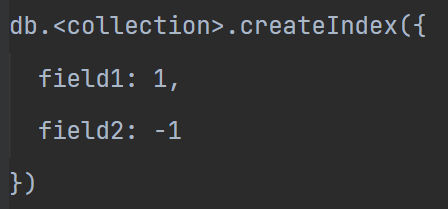 db.<collection>.createIndex({
field1: 1,
field2: -1
})